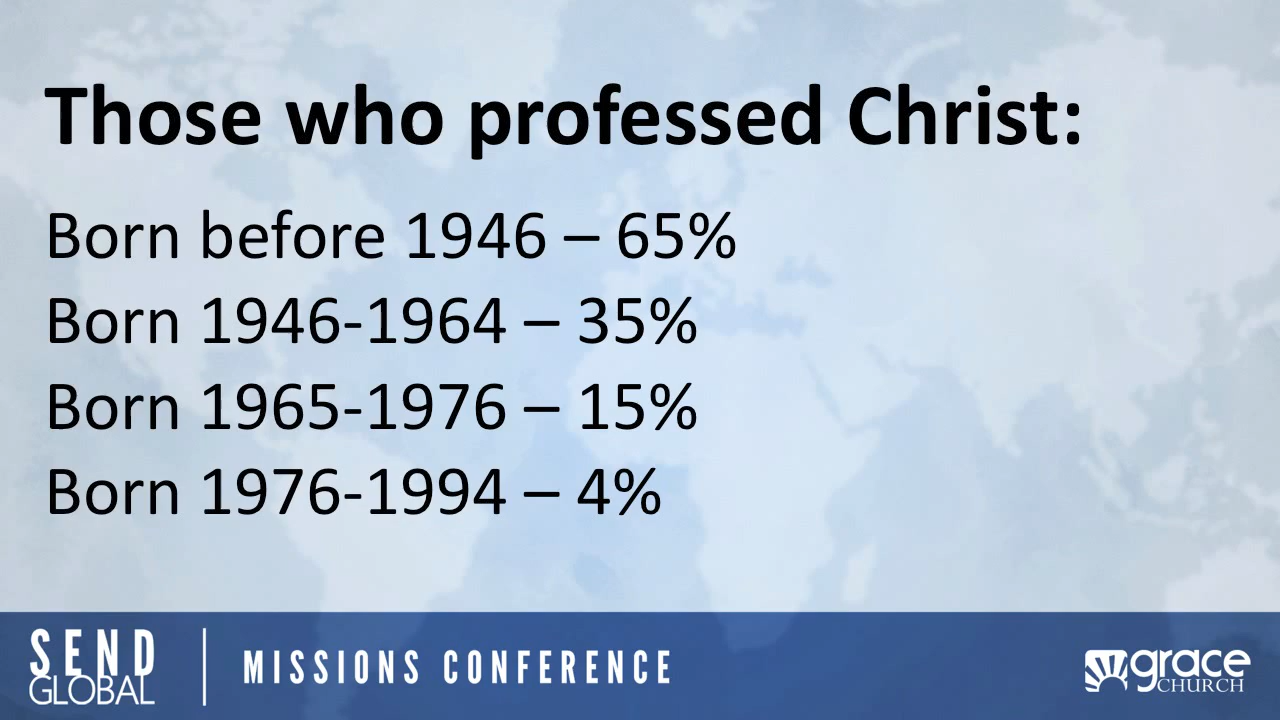 Those who professed Christ:
Born before 1946 – 65%
Born 1946-1964 – 35%
Born 1965-1976 – 15%
Born 1976-1994 – 4%
SEND
GLOBAL
MISSIONS CONFERENCE
grace
CHURCH